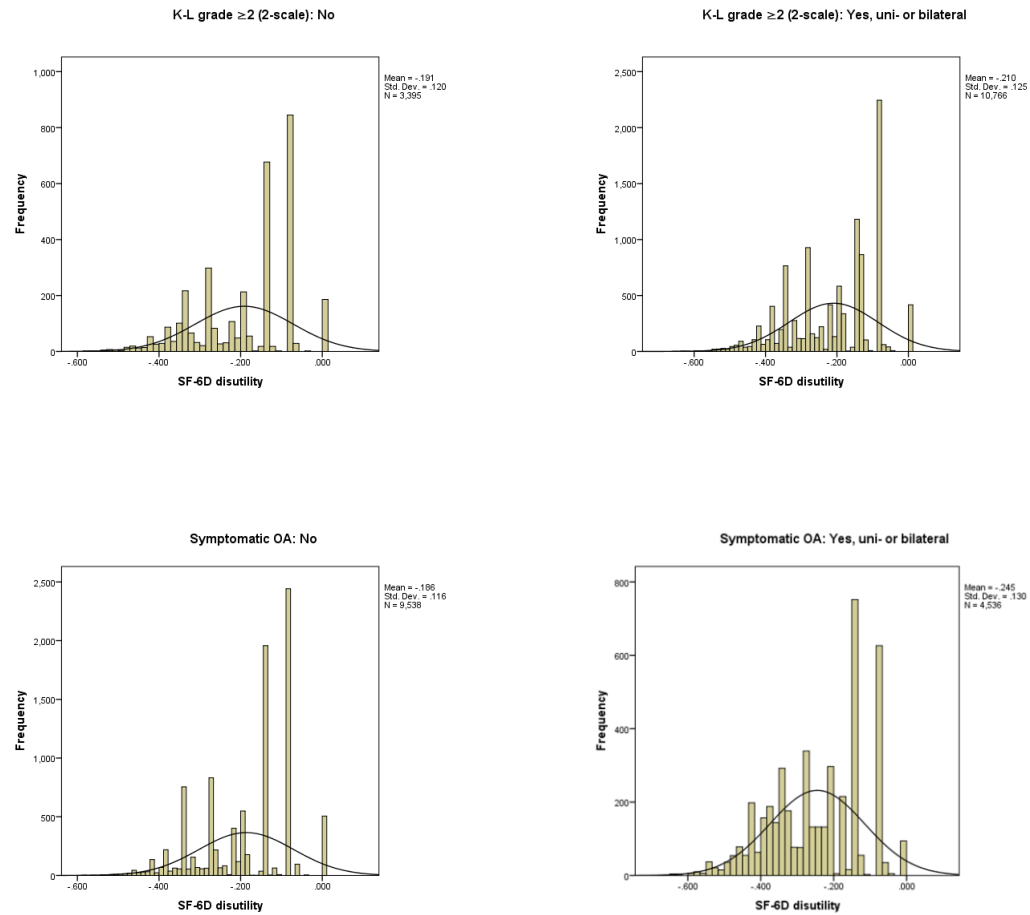 K-L grade ≥2 (2-scale): No
Mean = -.191
Std. Dev. = .120
N = 3,395
1,000
800
600
400
200
0
Frequency
-.600 -.400 -.200 .000
SF-6D disutility
K-L grade ≥2 (2-scale): Yes, uni- or bilateral
Mean = -.210
Std. Dev. = .125
N = 10,766
2,500
2,000
1,500
1,000
500
0
Frequency
-.600 -.400 -.200 .000
SF-6D disutility
Symptomatic OA: No
Mean = -.186
Std. Dev. = .116
N = 9,538
2,500
2,000
1,500
1,000
500
0
Frequency
-.600 -.400 -.200 .000
SF-6D disutility
Symptomatic OA: Yes, uni- or bilateral
Mean = -.245
Std. Dev. = .130
N = 4,536
800
600
400
200
0
Frequency
-.600 -.400 -.200 .000
SF-6D disutility